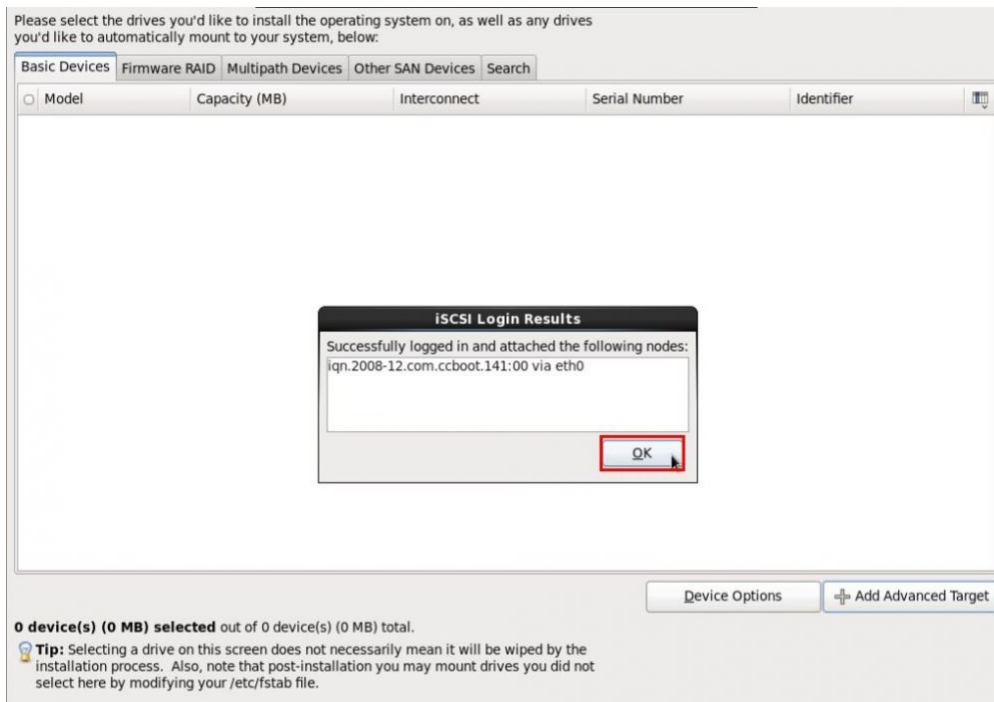 Please select the drives you'd like to install the operating system on, as well as any drives
you'd like to automatically mount to your system, below:
Basic Devices Firmware RAID Multipath Devices Other SAN Devices Search
Model Capacity (MB) Interconnect Serial Number Identifier
iSCSI Login Results
Successfully logged in and attached the following nodes:
iqn.2008-12.com.ccboot.141:00 via eth0
OK
Device Options Add Advanced Target
0 device(s) (0 MB) selected out of 0 device(s) (0 MB) total.
Tip: Selecting a drive on this screen does not necessarily mean it will be wiped by the
installation process. Also, note that post-installation you may mount drives you did not
select here by modifying your /etc/fstab file.